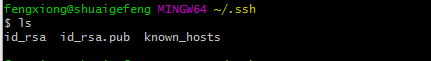 fengxiong@shuaigefeng MINGW64 ~/.ssh
$ ls
id_rsa  id_rsa.pub  known_hosts